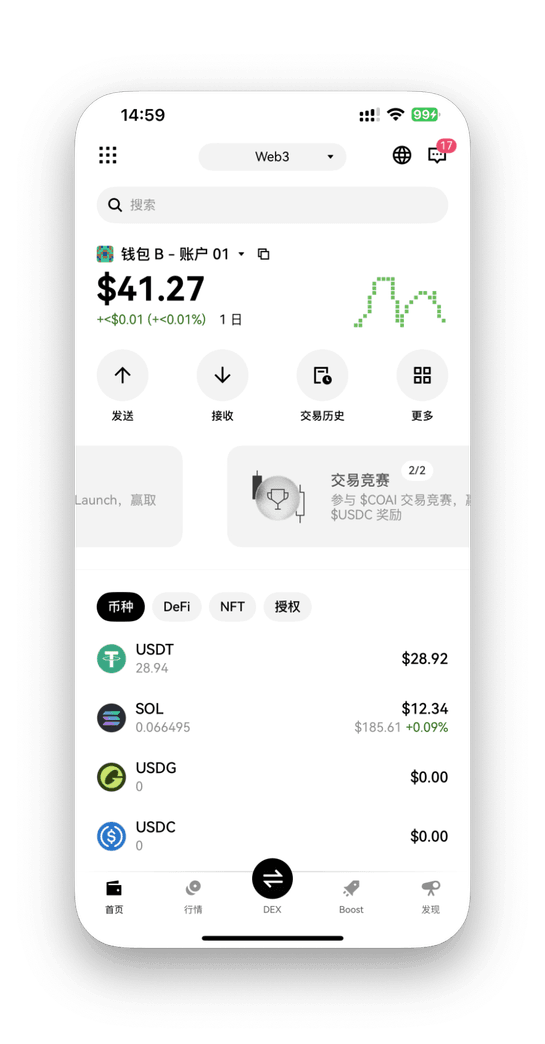 14:59
99
Web3
17
搜索
钱包 B - 账户 01
$41.27
+<$0.01 (+<0.01%) 1 日
发送
接收
交易历史
更多
Launch，赢取
交易竞赛
2/2
参与 $COAI 交易竞赛，
$USDC 奖励
币种
DeFi
NFT
授权
USDT
28.94
$28.92
SOL
0.066495
$12.34
$185.61 +0.09%
USDG
0
$0.00
USDC
0
$0.00
首页
行情
DEX
Boost
发现